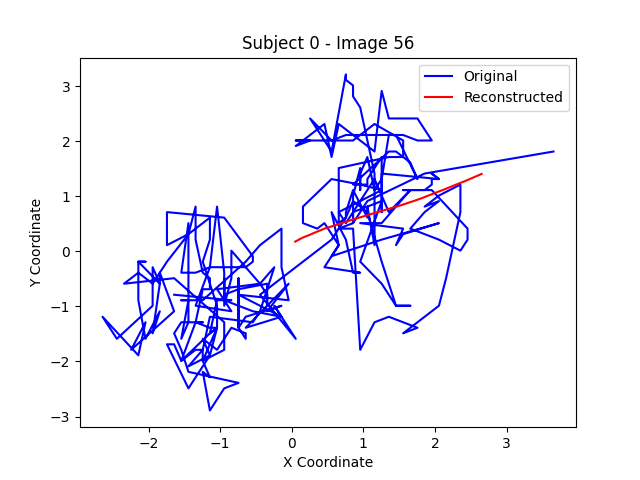 Subject 0 - Image 56
Original
Reconstructed
Y Coordinate
3
2
1
0
−1
−2
−3
−2
−1
0
1
2
3
X Coordinate